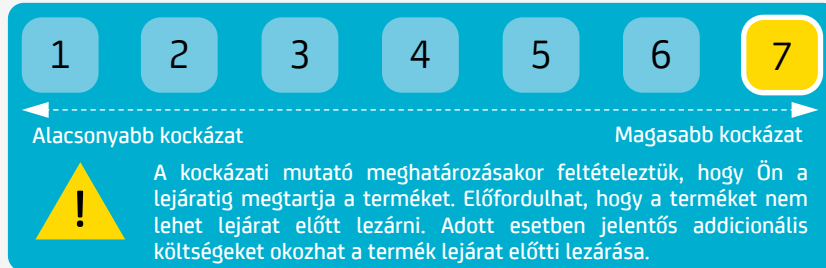 1 2 3 4 5 6 7
Alacsonyabb kockázat Magasabb kockázat
! A kockázati mutató meghatározásakor feltételeztük, hogy Ön a
lejáratig megtartja a terméket. Előfordulhat, hogy a terméket nem
lehet lejárat előtt lezárni. Adott esetben jelentős addicionális
költségeket okozhat a termék lejárat előtti lezárása.